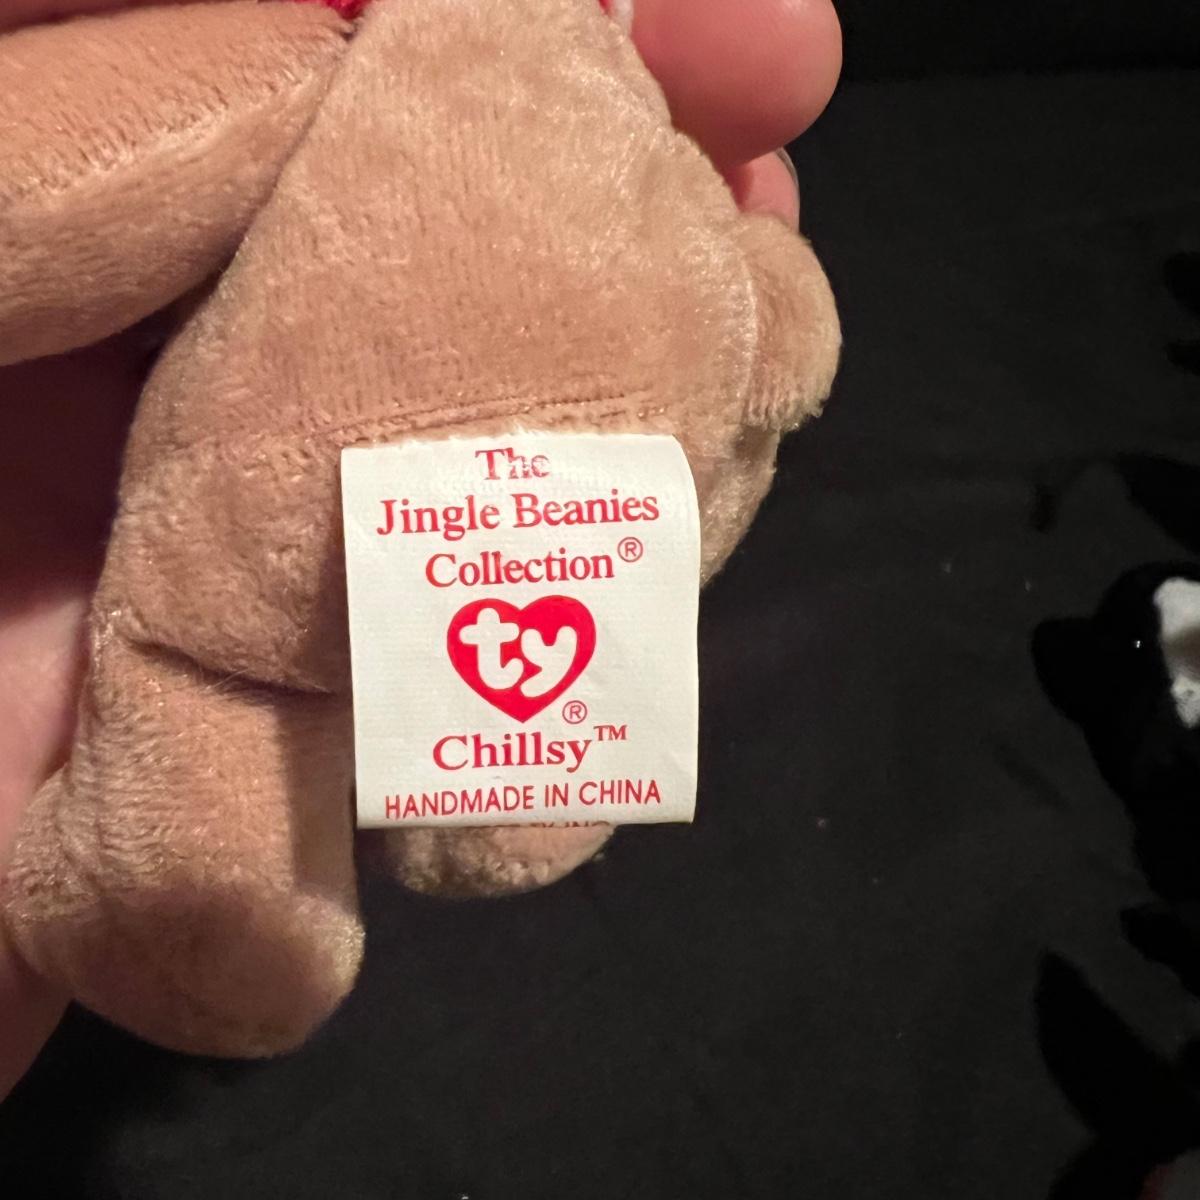 The
Jingle Beanies
Collection®
ty
®
Chillsy™
HANDMADE IN CHINA